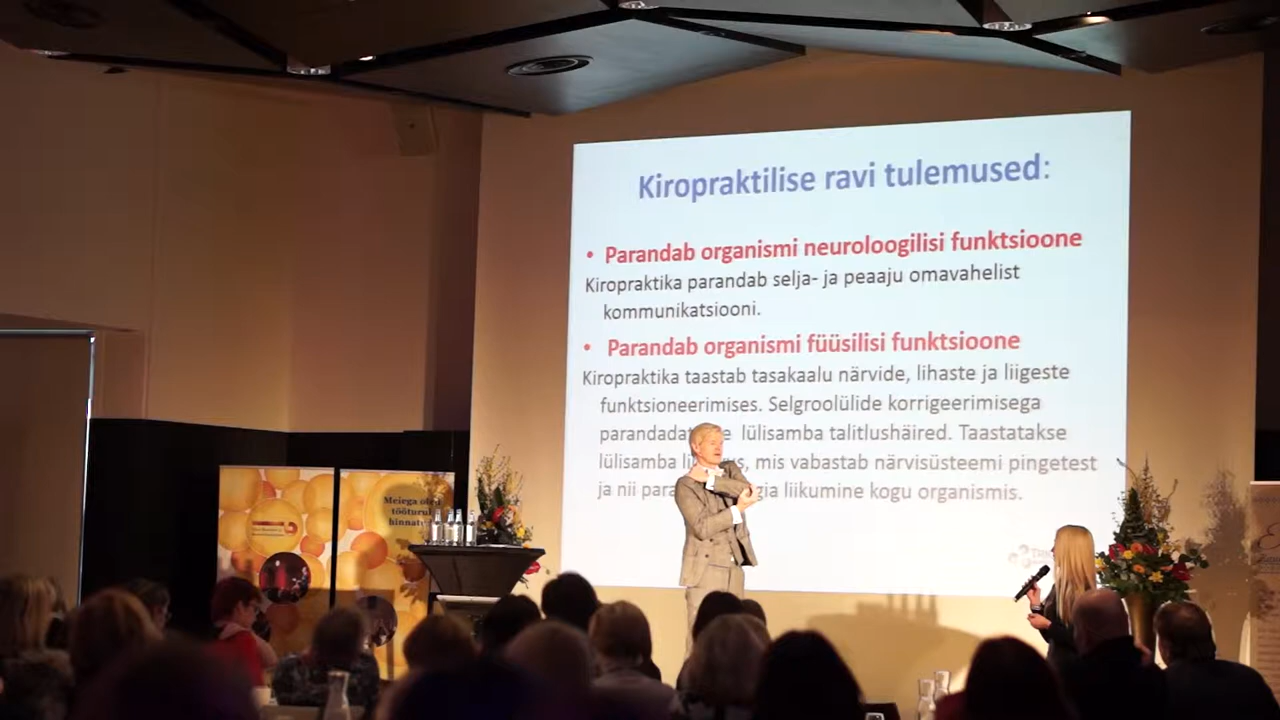 Kiropraktilise ravi tulemused:
• Parandab organismi neuroloogilisi funktsioone
Kiropraktika parandab selja- ja peaaju omavahelist
kommunikatsiooni.
• Parandab organismi füüsilisi funktsioone
Kiropraktika taastab tasakaalu närvide, lihaste ja liigeste
funktsioneerimises. Selgroolülide korrigeerimisega
lülisamba talitlushäired. Taastatakse
lülisamba mis vabastab närvisüsteemi pingetest
ja nii liikumine kogu organismis.
Meiega